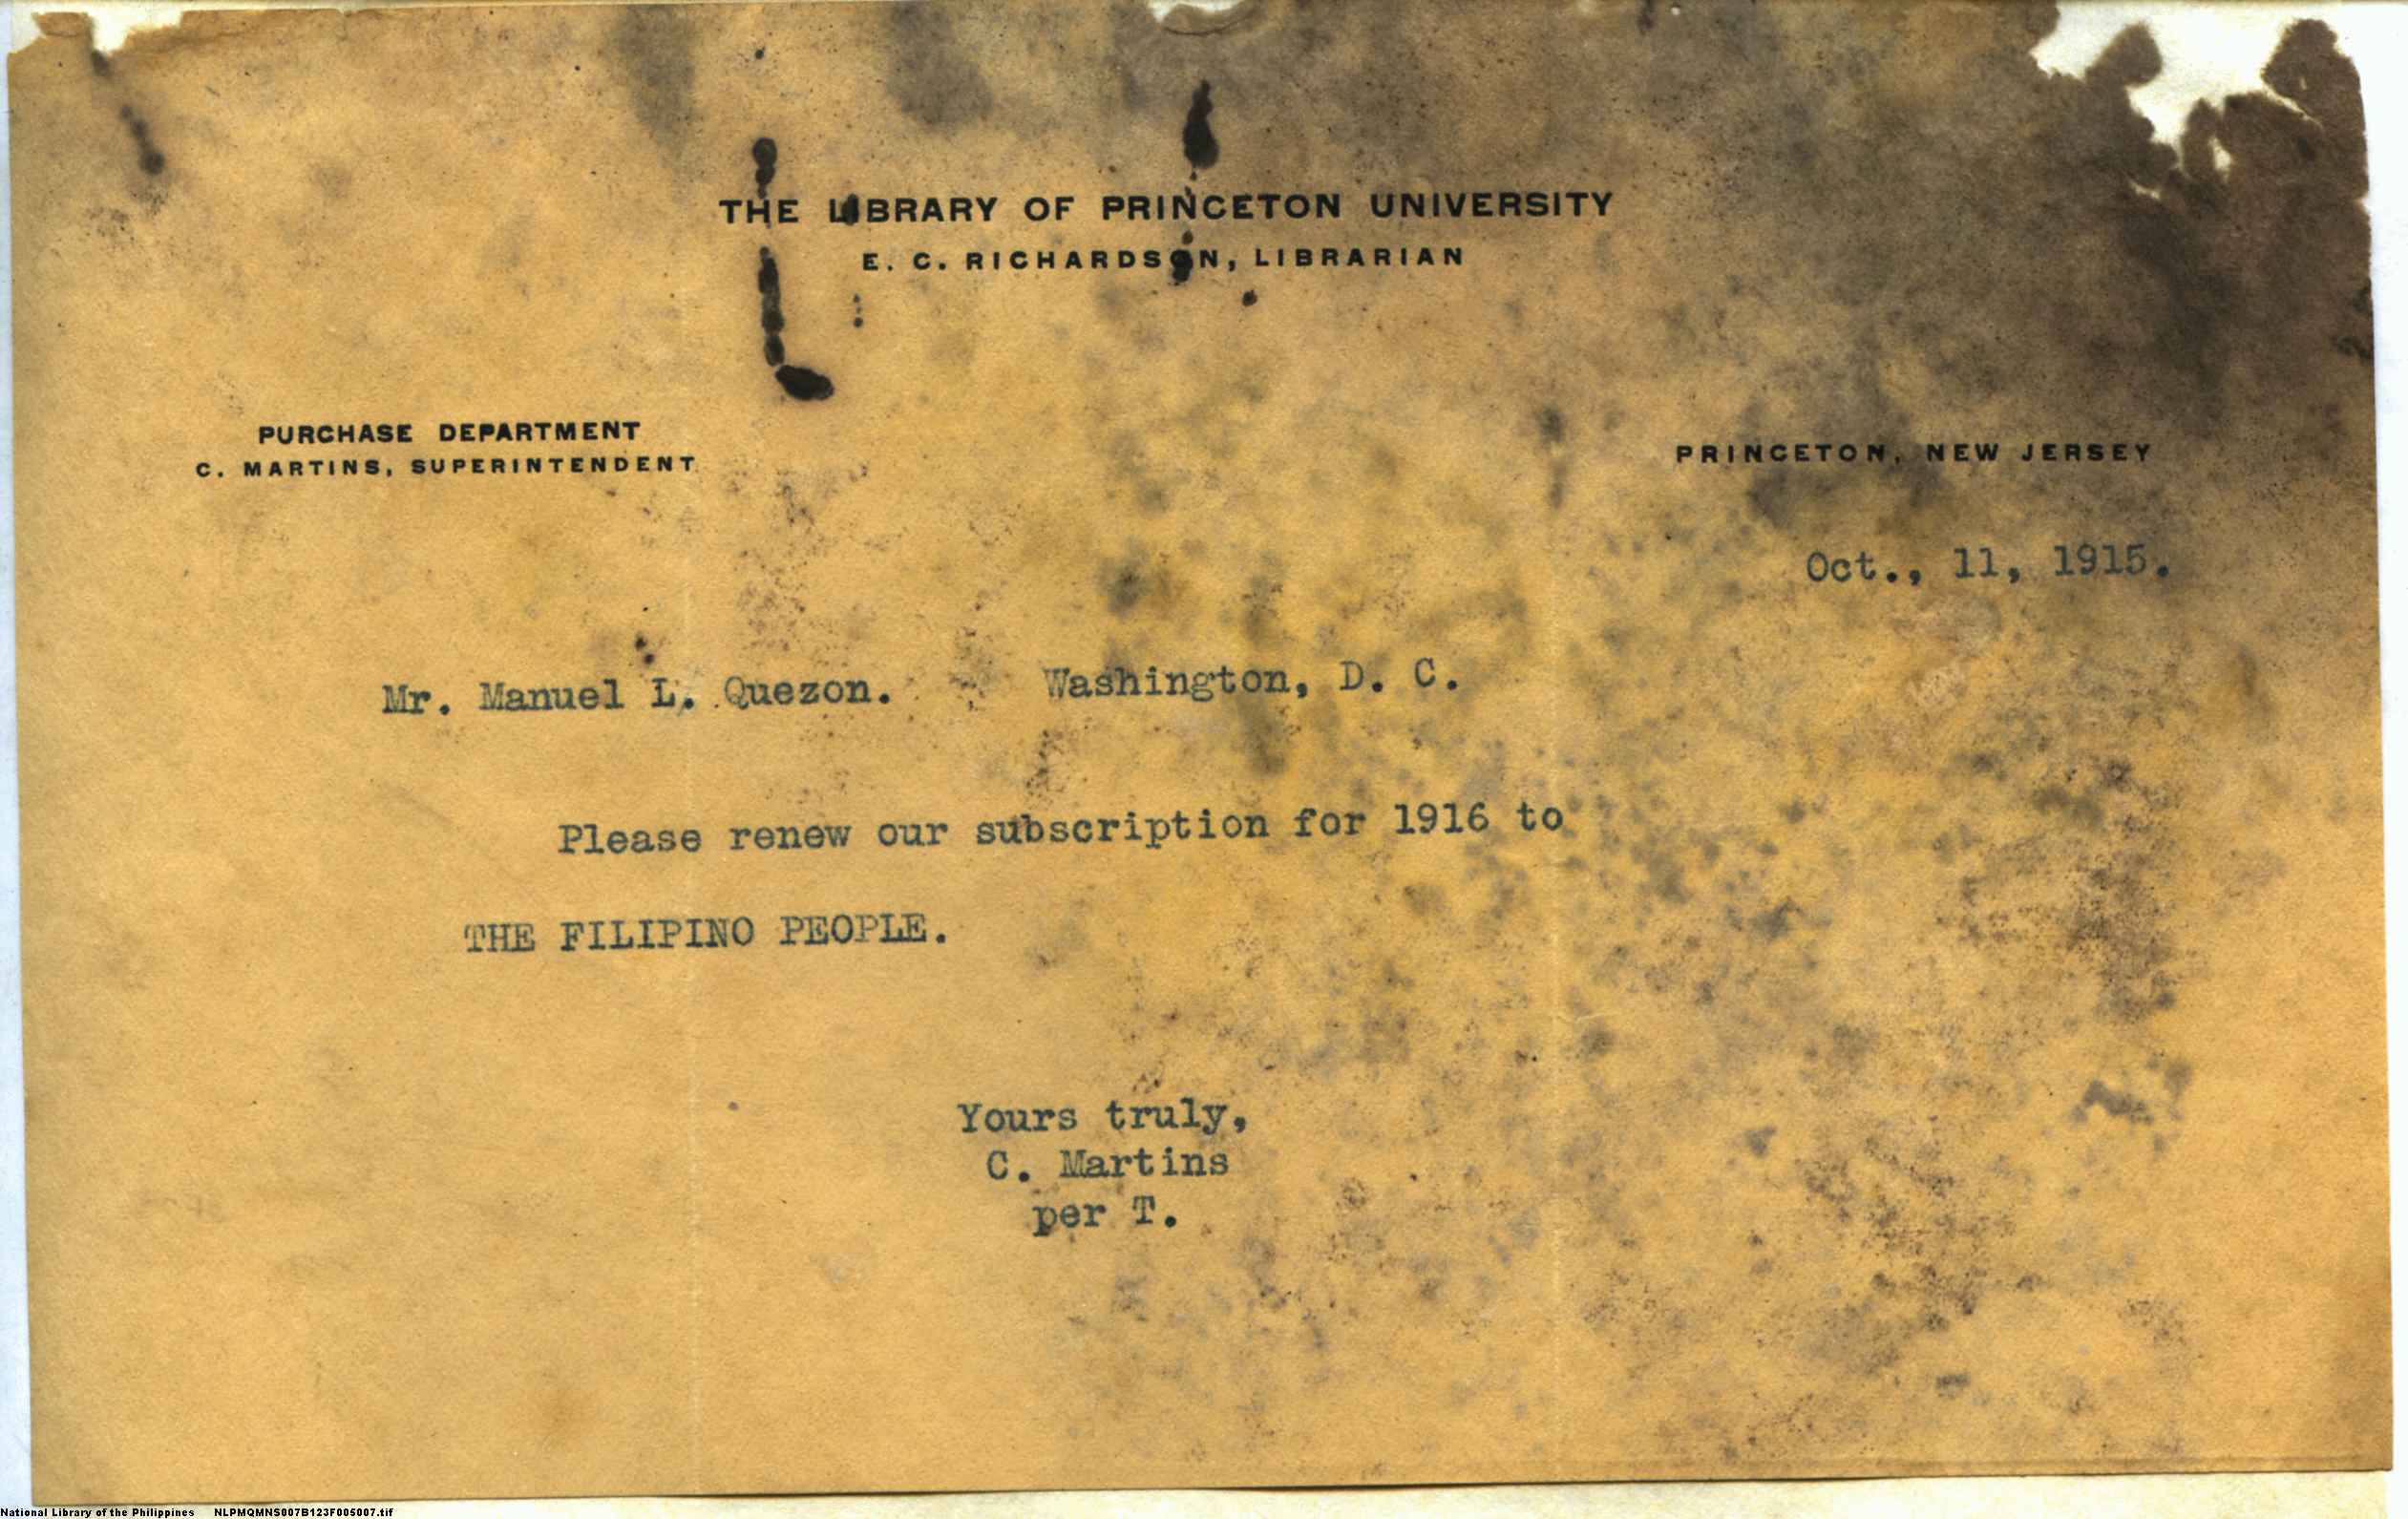 THE LIBRARY OF PRINCETON UNIVERSITY
E. C. RICHARDSON, LIBRARIAN
PURCHASE DEPARTMENT
C. MARTINS, SUPERINTENDENT
PRINCETON, NEW JERSEY
Oct., 11, 1915.
Mr. Manuel L. Quezon. Washington, D. C.
Please renew our subscription for 1916 to
THE FILIPINO PEOPLE.
Yours truly,
C. Martins
per T.
National Library of the Philippines NLPMQMNS007B123F005007.tif